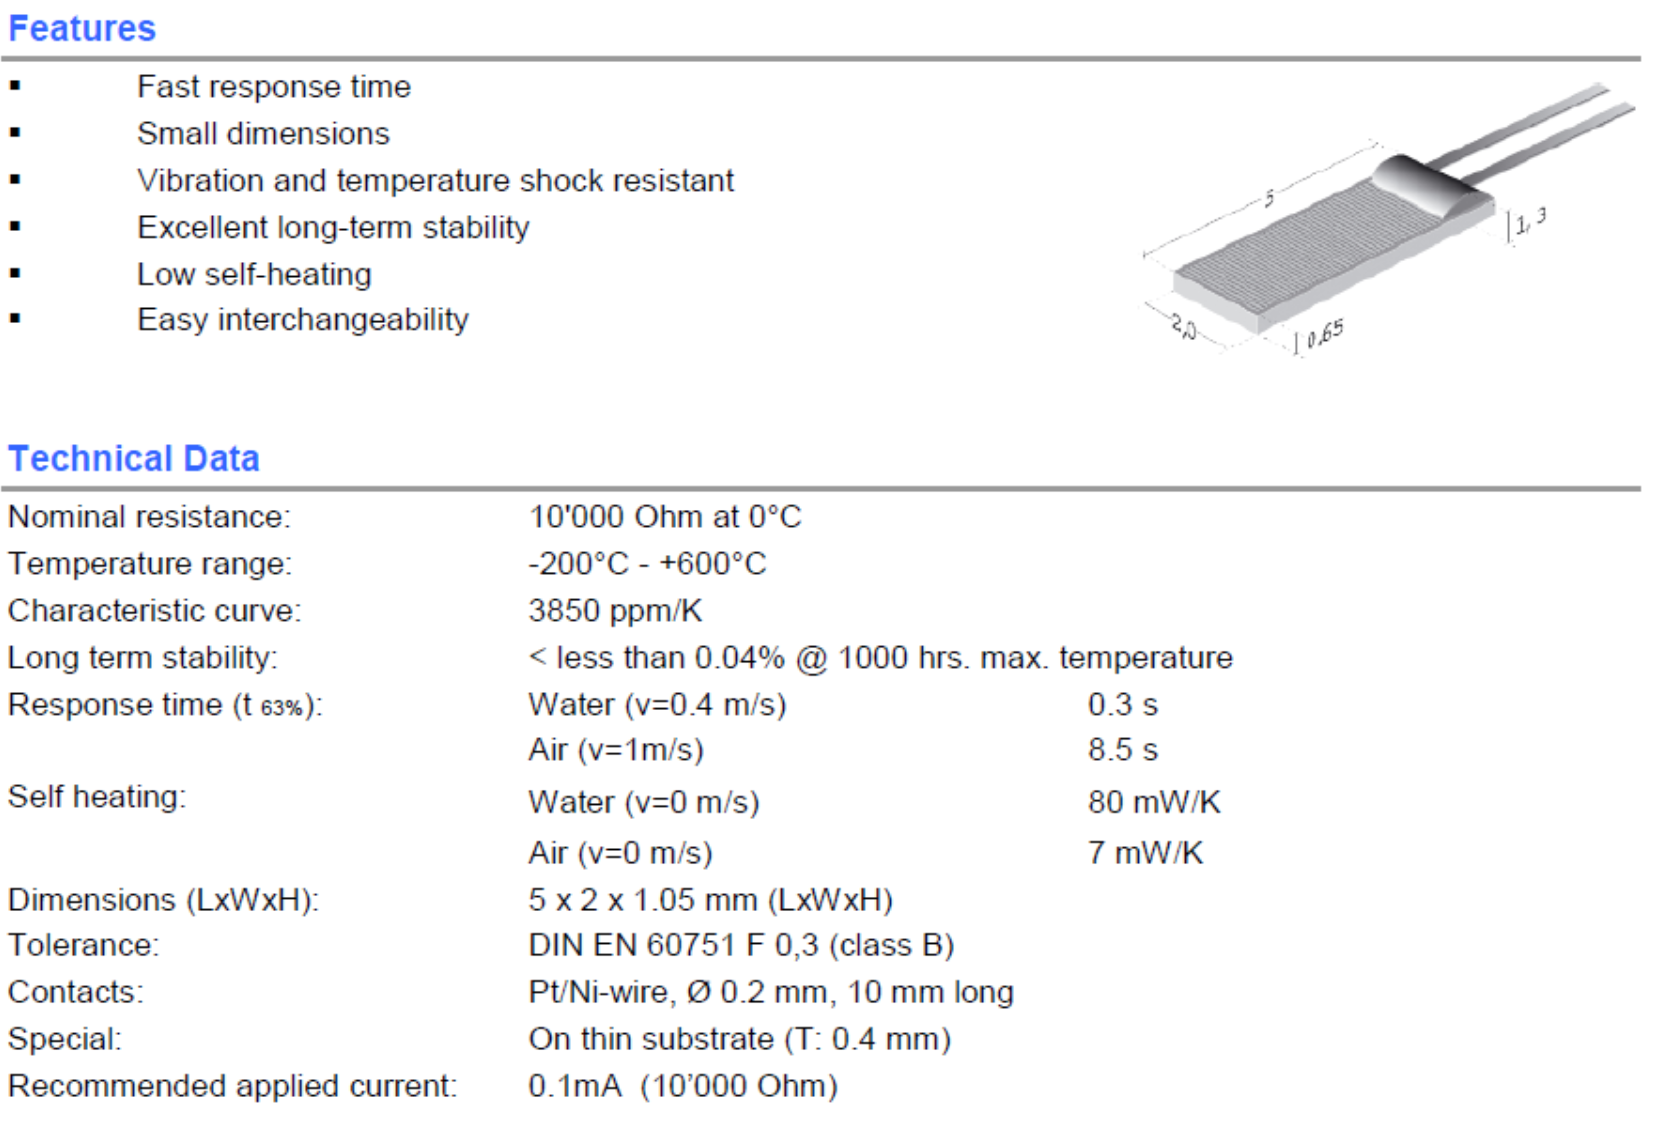 Features
▪ Fast response time
▪ Small dimensions
▪ Vibration and temperature shock resistant
▪ Excellent long-term stability
▪ Low self-heating
▪ Easy interchangeability
5
1,3
2,0
0,65
Technical Data
Nominal resistance: 10'000 Ohm at 0°C
Temperature range: -200°C - +600°C
Characteristic curve: 3850 ppm/K
Long term stability: < less than 0.04% @ 1000 hrs. max. temperature
Response time (t 63%): Water (v=0.4 m/s) 0.3 s
Air (v=1m/s) 8.5 s
Self heating: Water (v=0 m/s) 80 mW/K
Air (v=0 m/s) 7 mW/K
Dimensions (LxWxH): 5 x 2 x 1.05 mm (LxWxH)
Tolerance: DIN EN 60751 F 0,3 (class B)
Contacts: Pt/Ni-wire, Ø 0.2 mm, 10 mm long
Special: On thin substrate (T: 0.4 mm)
Recommended applied current: 0.1mA (10’000 Ohm)